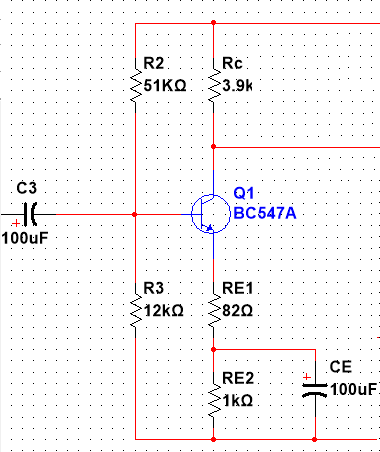 R2
51KΩ
Rc
3.9k
C3
+
100uF
Q1
BC547A
R3
12kΩ
RE1
82Ω
RE2
1kΩ
+
CE
100uF